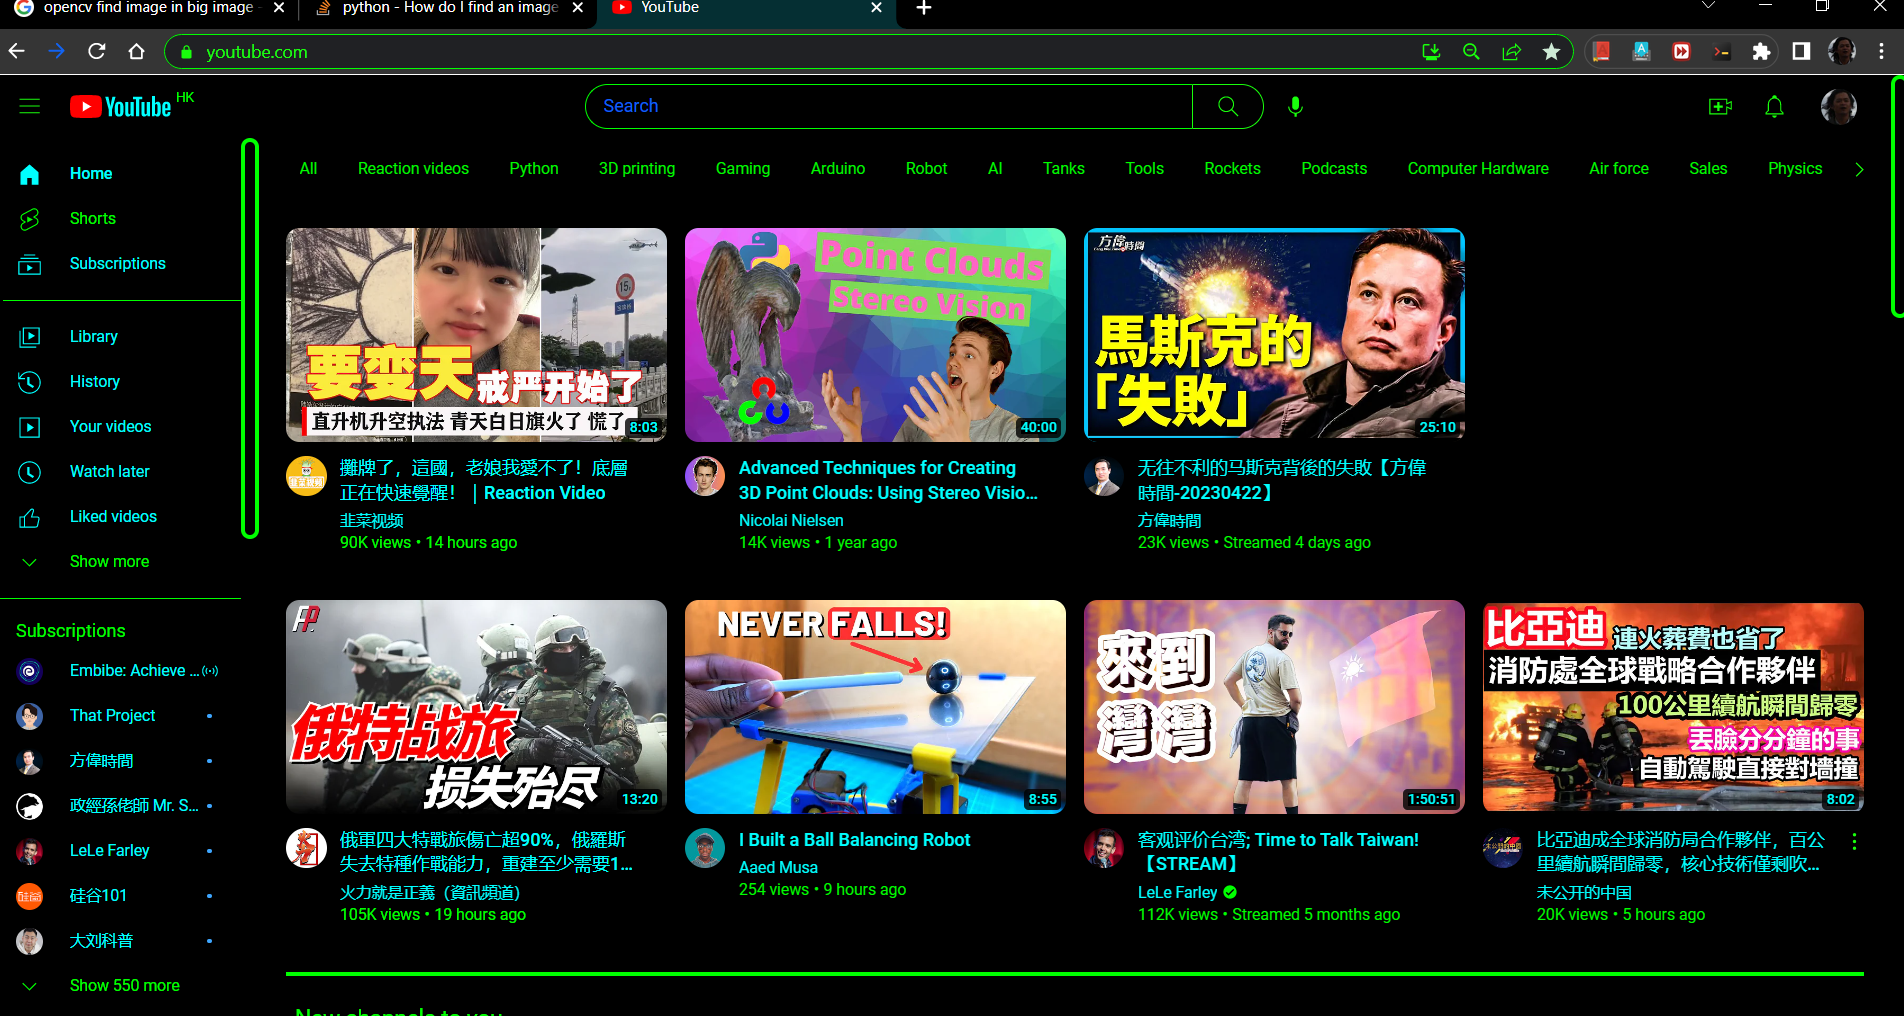 opencv find image in big image -
python - How do I find an image
YouTube
youtube.com
YouTube HK
Search
Home
Shorts
Subscriptions
Library
History
Your videos
Watch later
Liked videos
Show more
Subscriptions
Embibe: Achieve ...
That Project
方偉時間
政經孫佬師 Mr. S...
LeLe Farley
硅谷101
大刘科普
Show 550 more
All
Reaction videos
Python
3D printing
Gaming
Arduino
Robot
AI
Tanks
Tools
Rockets
Podcasts
Computer Hardware
Air force
Sales
Physics
15
要变天 戒严开始了
直升机升空执法 青天白日旗火了 慌了
8:03
攤牌了，這國，老娘我愛不了！底層
正在快速覺醒！ | Reaction Video
韭菜视频
90K views • 14 hours ago
Point Clouds
Stereo Vision
40:00
Advanced Techniques for Creating
3D Point Clouds: Using Stereo Visio...
Nicolai Nielsen
14K views • 1 year ago
方偉時間
馬斯克的
「失敗」
25:10
无往不利的马斯克背後的失敗【方偉
時間-20230422】
方偉時間
23K views • Streamed 4 days ago
FP.
俄特战旅
损失殆尽
13:20
俄軍四大特戰旅傷亡超90%，俄羅斯
失去特種作戰能力，重建至少需要1...
火力就是正義（資訊頻道）
105K views • 19 hours ago
NEVER FALLS!
8:55
I Built a Ball Balancing Robot
Aaed Musa
254 views • 9 hours ago
來到
灣灣
1:50:51
客观评价台湾; Time to Talk Taiwan!
【STREAM】
LeLe Farley
112K views • Streamed 5 months ago
比亞迪 連火葬費也省了
消防處全球戰略合作夥伴
100公里續航瞬間歸零
丟臉分分鐘的事
自動駕駛直接對墻撞
8:02
比亞迪成全球消防局合作夥伴，百公
里續航瞬間歸零，核心技術僅剩吹...
未公开的中国
20K views • 5 hours ago
New channels to you